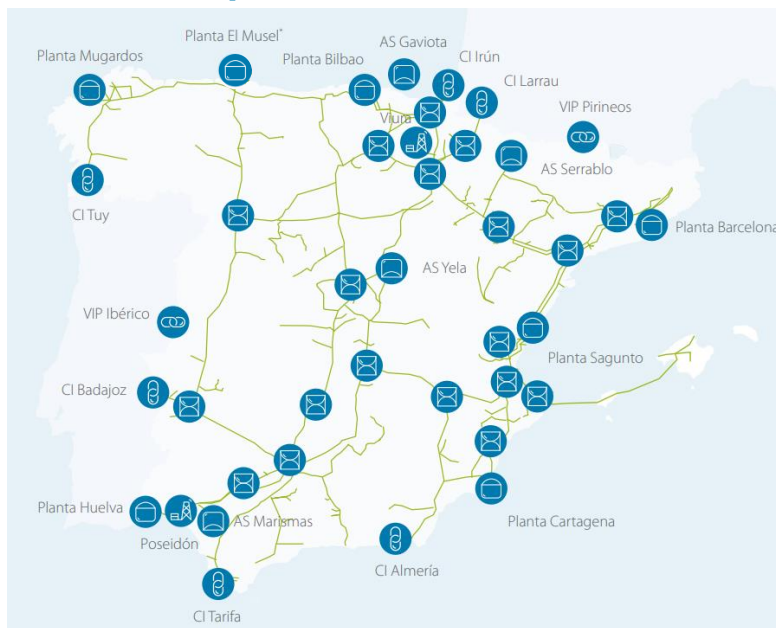 Planta El Musel*
AS Gaviota
CI Irún
Planta Mugardos
Planta Bilbao
CI Larrau
VIP Pirineos
Viura
AS Serrablo
CI Tuy
Planta Barcelona
AS Yela
VIP Ibérico
Planta Sagunto
CI Badajoz
Planta Huelva
AS Marismas
Planta Cartagena
Poseidón
CI Almería
CI Tarifa